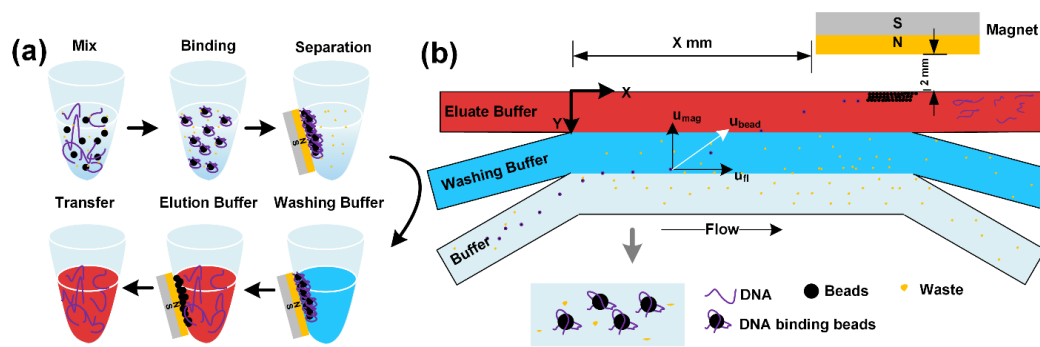 (a)
Mix
Binding
Separation
S
N
Transfer
Elution Buffer
Washing Buffer
S
N
S
N
(b)
X mm
S
N
Magnet
2 mm
X
Y
Eluate Buffer
Washing Buffer
Buffer
u_mag
u_bead
u_fl
Flow
DNA
Beads
Waste
DNA binding beads